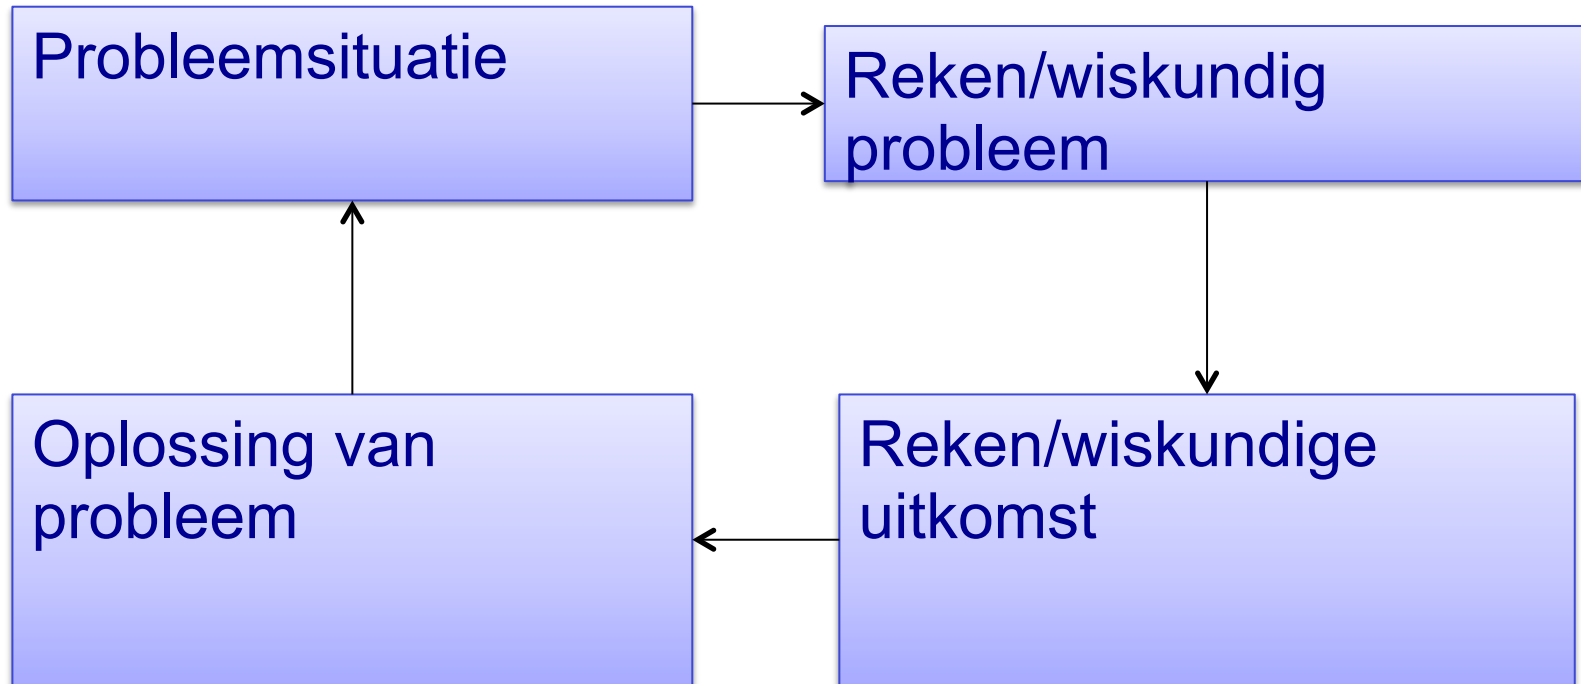 Probleemsituatie
Reken/wiskundig
probleem
Oplossing van
probleem
Reken/wiskundige
uitkomst